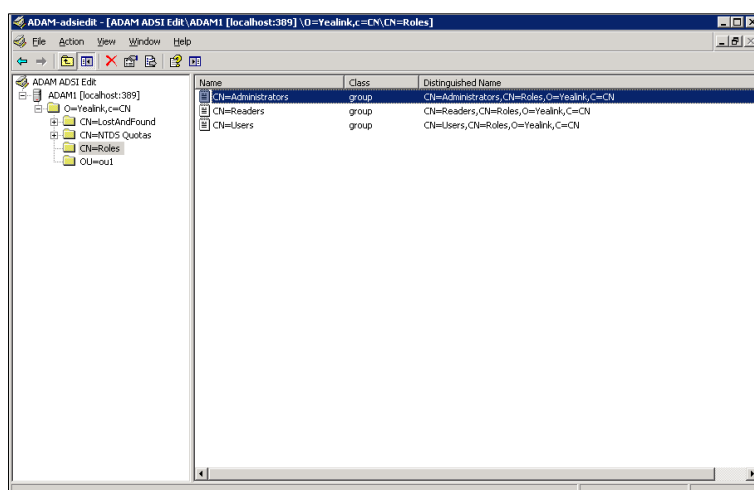 ADAM-adsiedit - [ADAM ADSI Edit\ADAM1 [localhost:389] \O=Yealink,c=CN\CN=Roles]
File Action View Window Help
ADAM ADSI Edit
ADAM1 [localhost:389]
O=Yealink,c=CN
CN=LostAndFound
CN=NTDS Quotas
CN=Roles
OU=ou1
Name Class Distinguished Name
CN=Administrators group CN=Administrators,CN=Roles,O=Yealink,C=CN
CN=Readers group CN=Readers,CN=Roles,O=Yealink,C=CN
CN=Users group CN=Users,CN=Roles,O=Yealink,C=CN